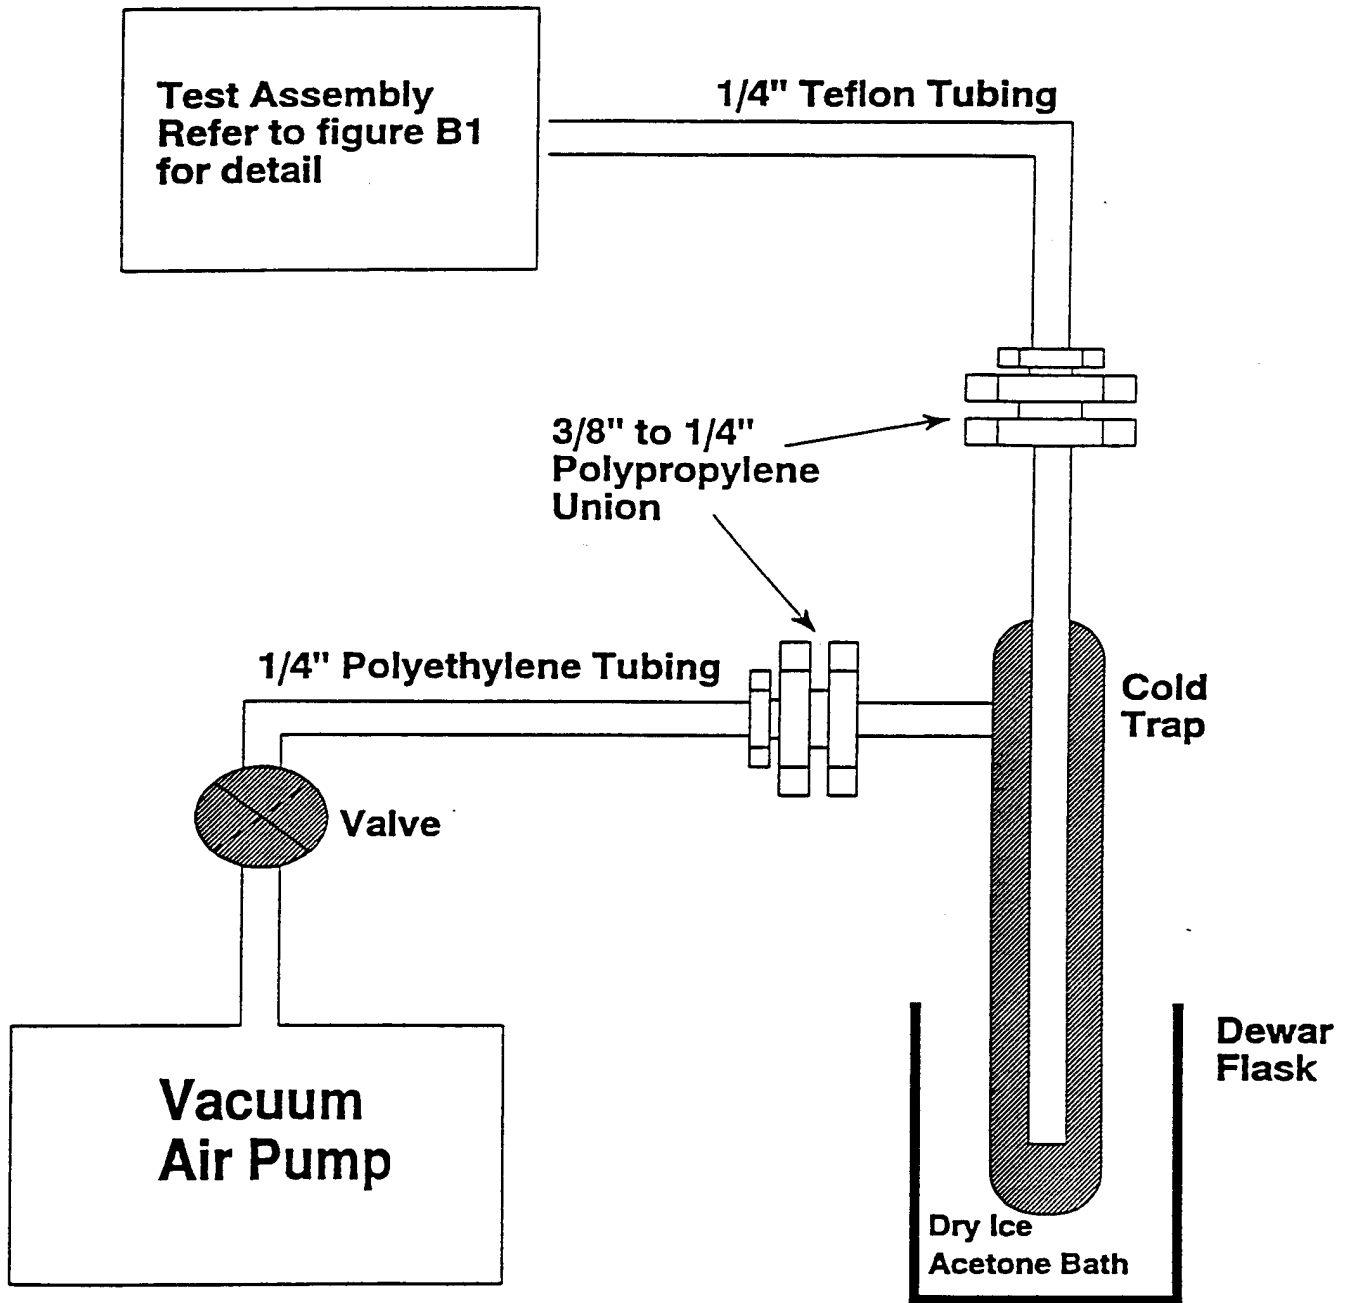 Test Assembly
Refer to figure B1
for detail
1/4" Teflon Tubing
3/8" to 1/4"
Polypropylene
Union
1/4" Polyethylene Tubing
Cold
Trap
Valve
Vacuum
Air Pump
Dewar
Flask
Dry Ice
Acetone Bath